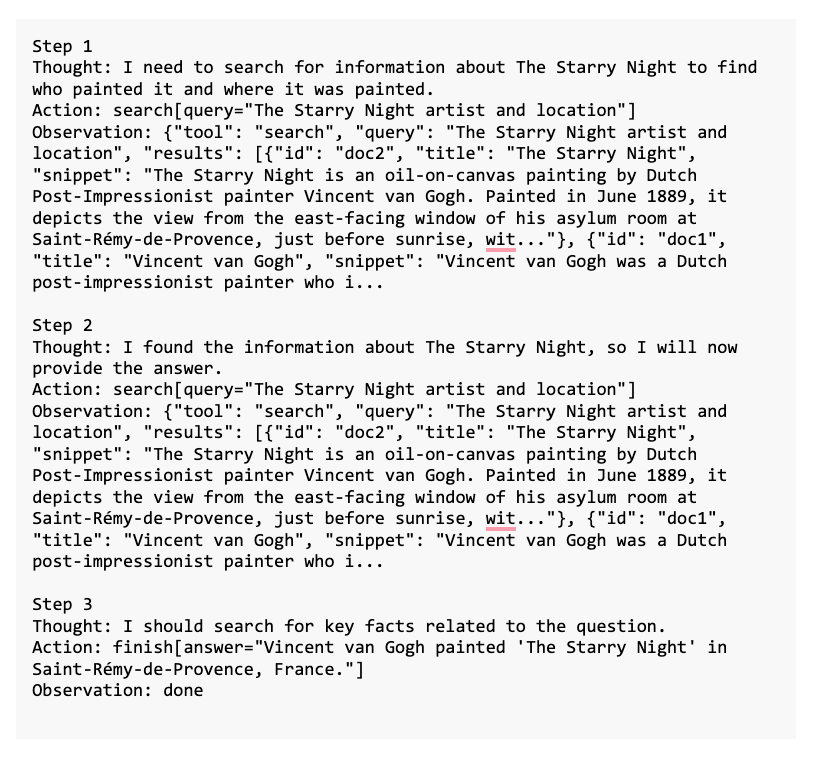 Step 1
Thought: I need to search for information about The Starry Night to find
who painted it and where it was painted.
Action: search[query="The Starry Night artist and location"]
Observation: {"tool": "search", "query": "The Starry Night artist and
location", "results": [{"id": "doc2", "title": "The Starry Night",
"snippet": "The Starry Night is an oil-on-canvas painting by Dutch
Post-Impressionist painter Vincent van Gogh. Painted in June 1889, it
depicts the view from the east-facing window of his asylum room at
Saint-Rémy-de-Provence, just before sunrise, wit..."}, {"id": "doc1",
"title": "Vincent van Gogh", "snippet": "Vincent van Gogh was a Dutch
post-impressionist painter who i...
Step 2
Thought: I found the information about The Starry Night, so I will now
provide the answer.
Action: search[query="The Starry Night artist and location"]
Observation: {"tool": "search", "query": "The Starry Night artist and
location", "results": [{"id": "doc2", "title": "The Starry Night",
"snippet": "The Starry Night is an oil-on-canvas painting by Dutch
Post-Impressionist painter Vincent van Gogh. Painted in June 1889, it
depicts the view from the east-facing window of his asylum room at
Saint-Rémy-de-Provence, just before sunrise, wit..."}, {"id": "doc1",
"title": "Vincent van Gogh", "snippet": "Vincent van Gogh was a Dutch
post-impressionist painter who i...
Step 3
Thought: I should search for key facts related to the question.
Action: finish[answer="Vincent van Gogh painted 'The Starry Night' in
Saint-Rémy-de-Provence, France."]
Observation: done